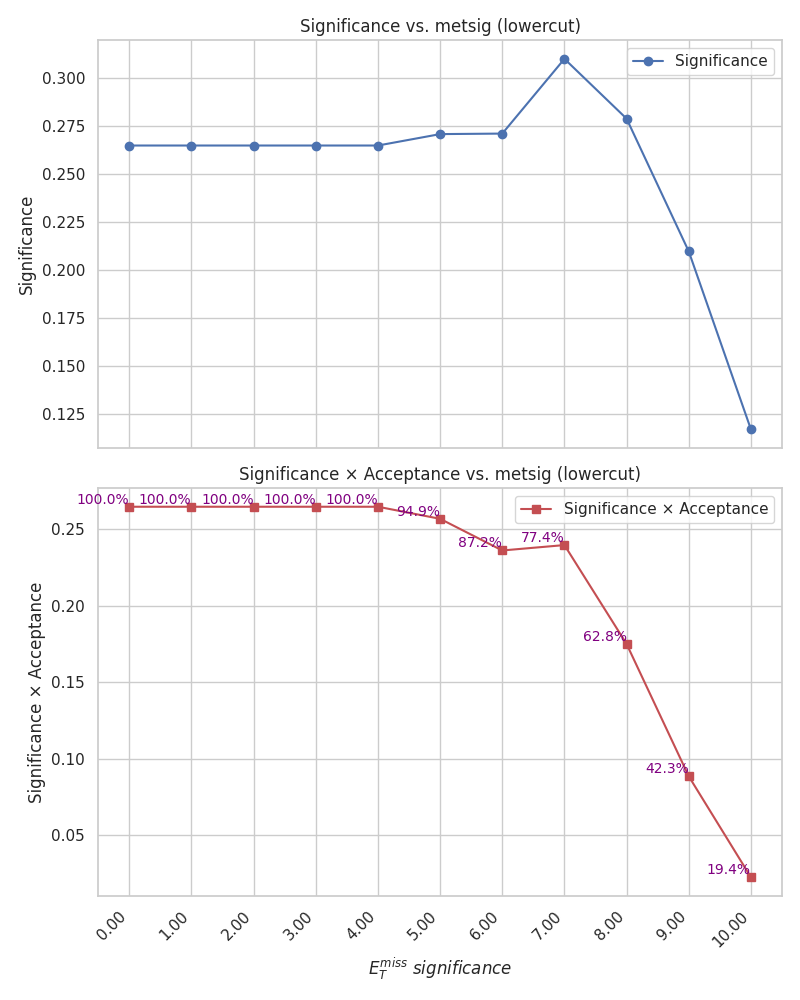 Significance vs. metsig (lowercut)
Significance
0.300
0.275
0.250
0.225
0.200
0.175
0.150
0.125
Significance
Significance × Acceptance vs. metsig (lowercut)
Significance × Acceptance
100.0% 100.0% 100.0% 100.0% 100.0%
94.9%
87.2%
77.4%
62.8%
42.3%
19.4%
0.25
0.20
0.15
0.10
0.05
Significance × Acceptance
0.00 1.00 2.00 3.00 4.00 5.00 6.00 7.00 8.00 9.00 10.00
$E_T^{miss}$ significance